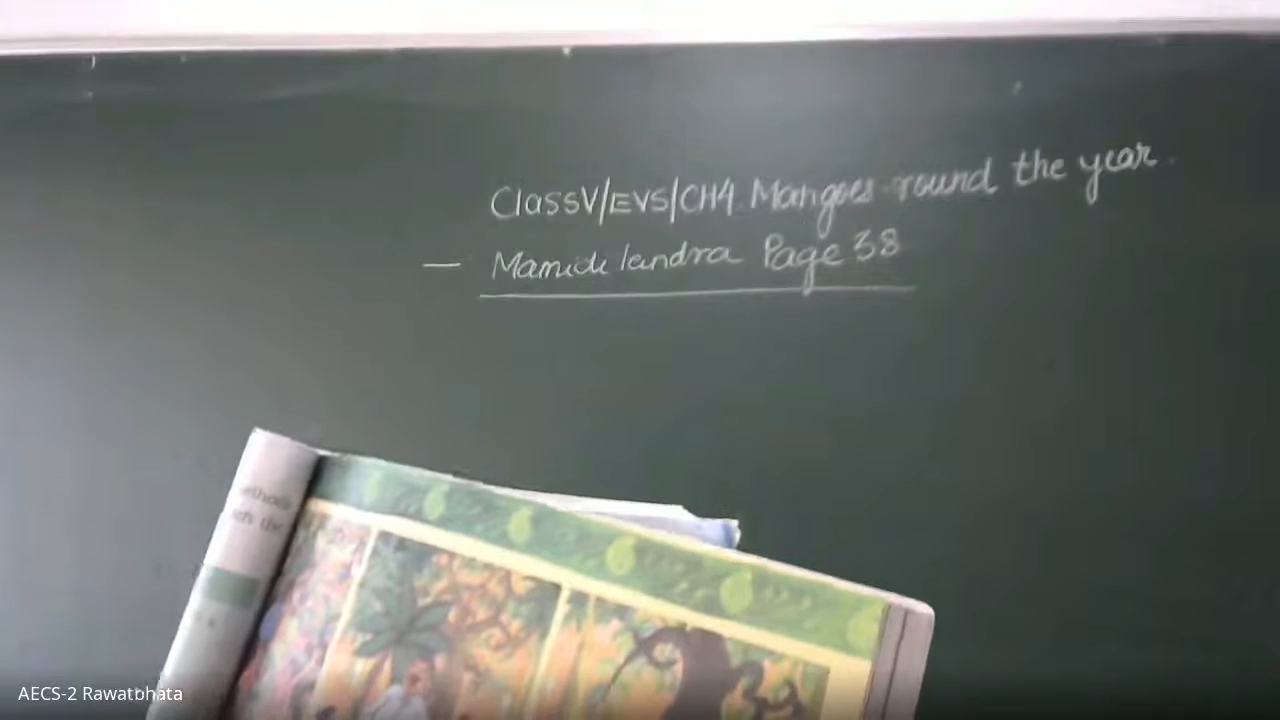 ClassV/EVS/CH4 Mangoes round the year.
— Mamidi landra Page 38
AECS-2 Rawatbhata